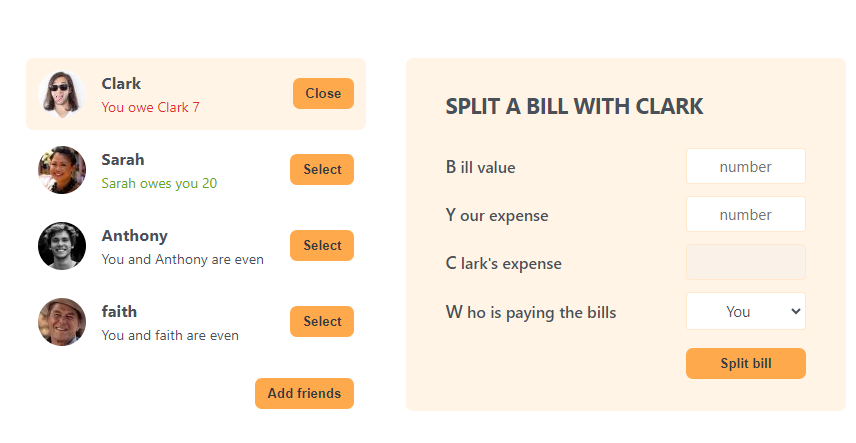 Clark
You owe Clark 7
Close
Sarah
Sarah owes you 20
Select
Anthony
You and Anthony are even
Select
faith
You and faith are even
Select
Add friends
SPLIT A BILL WITH CLARK
B ill value
number
Y our expense
number
C lark's expense
W ho is paying the bills
You
Split bill